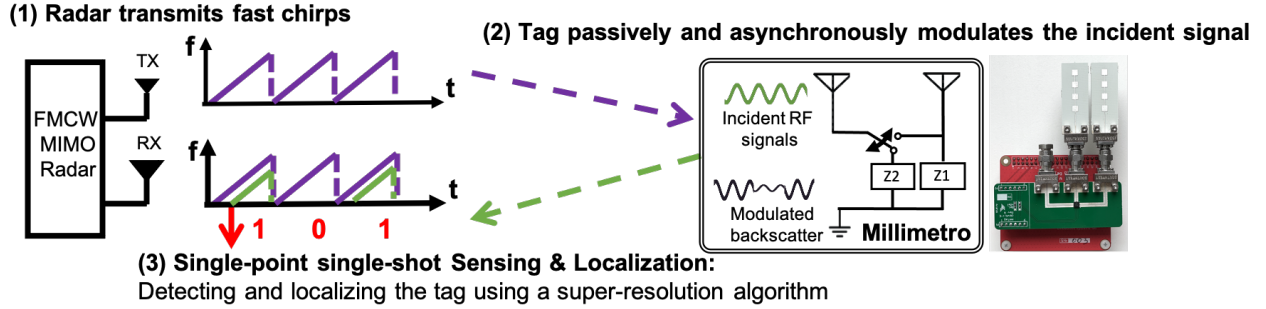 (1) Radar transmits fast chirps
(2) Tag passively and asynchronously modulates the incident signal
FMCW
MIMO
Radar
TX
RX
f
t
f
t
1 0 1
Incident RF
signals
Modulated
backscatter
Z2
Z1
Millimetro
(3) Single-point single-shot Sensing & Localization:
Detecting and localizing the tag using a super-resolution algorithm